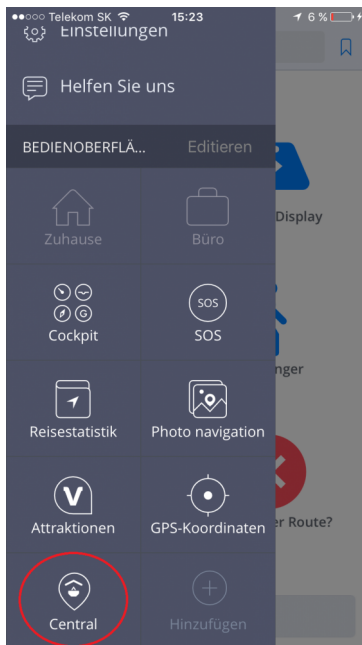 Telekom SK 15:23 6 %
Einstellungen
Helfen Sie uns
BEDIENOBERFLÄ... Editieren
Zuhause Büro
Display
Cockpit SOS SOS
nger
Reisestatistik Photo navigation
Attraktionen GPS-Koordinaten
er Route?
Central Hinzufügen